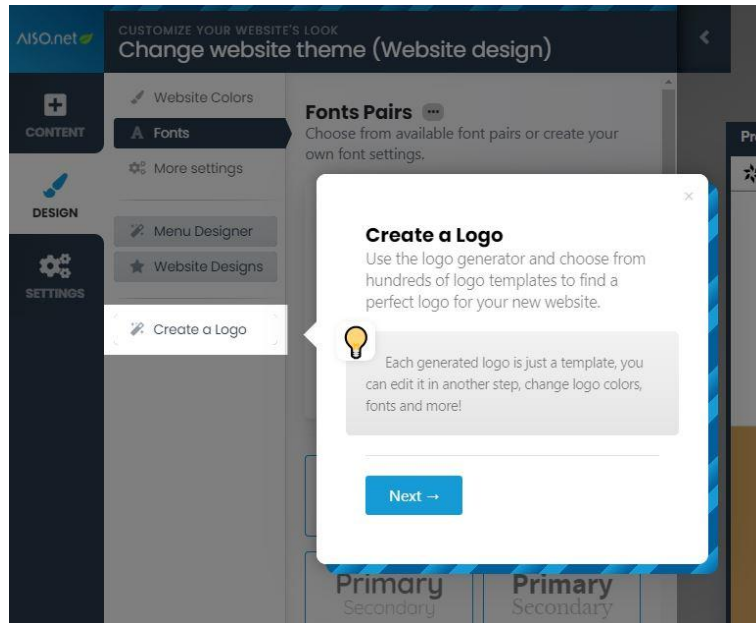 AISO.net
CUSTOMIZE YOUR WEBSITE'S LOOK
Change website theme (Website design)
CONTENT
DESIGN
SETTINGS
Website Colors
Fonts
More settings
Menu Designer
Website Designs
Create a Logo
Fonts Pairs
Choose from available font pairs or create your
own font settings.
Create a Logo
Use the logo generator and choose from
hundreds of logo templates to find a
perfect logo for your new website.
Each generated logo is just a template, you
can edit it in another step, change logo colors,
fonts and more!
Next →
Primary
Secondary
Primary
Secondary